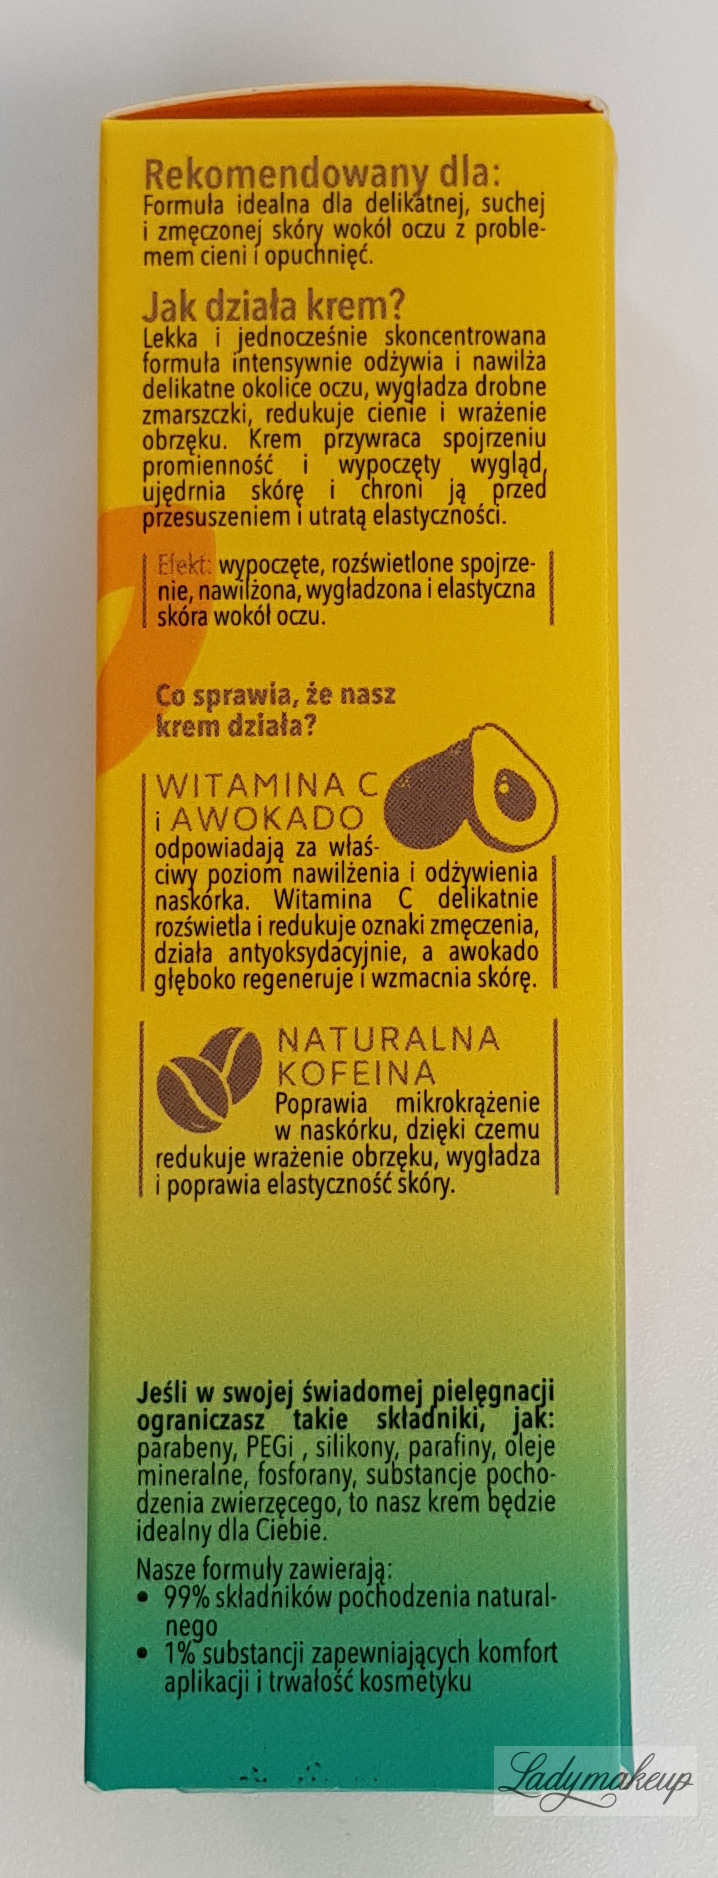 Rekomendowany dla:
Formuła idealna dla delikatnej, suchej
i zmęczonej skóry wokół oczu z proble-
mem cieni i opuchnięć.
Jak działa krem?
Lekka i jednocześnie skoncentrowana
formuła intensywnie odżywia i nawilża
delikatne okolice oczu, wygładza drobne
zmarszczki, redukuje cienie i wrażenie
obrzęku. Krem przywraca spojrzeniu
promienność i wypoczęty wygląd,
ujędrnia skórę i chroni ją przed
przesuszeniem i utratą elastyczności.
Efekt: wypoczęte, rozświetlone spojrze-
nie, nawilżona, wygładzona i elastyczna
skóra wokół oczu.
Co sprawia, że nasz
krem działa?
WITAMINA C
i AWOKADO
odpowiadają za właś-
ciwy poziom nawilżenia i odżywienia
naskórka. Witamina C delikatnie
rozświetla i redukuje oznaki zmęczenia,
działa antyoksydacyjnie, a awokado
głęboko regeneruje i wzmacnia skórę.
NATURALNA
KOFEINA
Poprawia mikrokrążenie
w naskórku, dzięki czemu
redukuje wrażenie obrzęku, wygładza
i poprawia elastyczność skóry.
Jeśli w swojej świadomej pielęgnacji
ograniczasz takie składniki, jak:
parabeny, PEGi , silikony, parafiny, oleje
mineralne, fosforany, substancje pocho-
dzenia zwierzęcego, to nasz krem będzie
idealny dla Ciebie.
Nasze formuły zawierają:
• 99% składników pochodzenia natural-
nego
• 1% substancji zapewniających komfort
aplikacji i trwałość kosmetyku
Ladymakeup